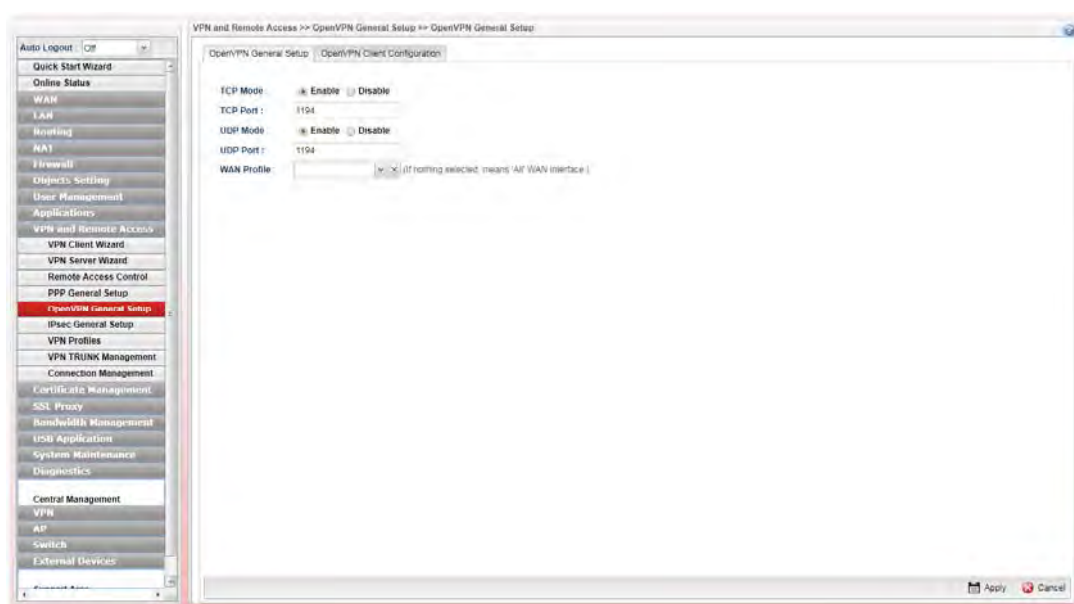 VPN and Remote Access >> OpenVPN General Setup >> OpenVPN General Setup
Auto Logout : Off
Quick Start Wizard
Online Status
WAN
LAN
Routing
NAT
Firewall
Objects Setting
User Management
Applications
VPN and Remote Access
VPN Client Wizard
VPN Server Wizard
Remote Access Control
PPP General Setup
OpenVPN General Setup
IPsec General Setup
VPN Profiles
VPN TRUNK Management
Connection Management
Certificate Management
SSL Proxy
Bandwidth Management
USB Application
System Maintenance
Diagnostics
Central Management
VPN
AP
Switch
External Devices
OpenVPN General Setup OpenVPN Client Configuration
TCP Mode Enable Disable
TCP Port : 1194
UDP Mode Enable Disable
UDP Port : 1194
WAN Profile (If nothing selected, means 'All' WAN interface.)
Apply Cancel